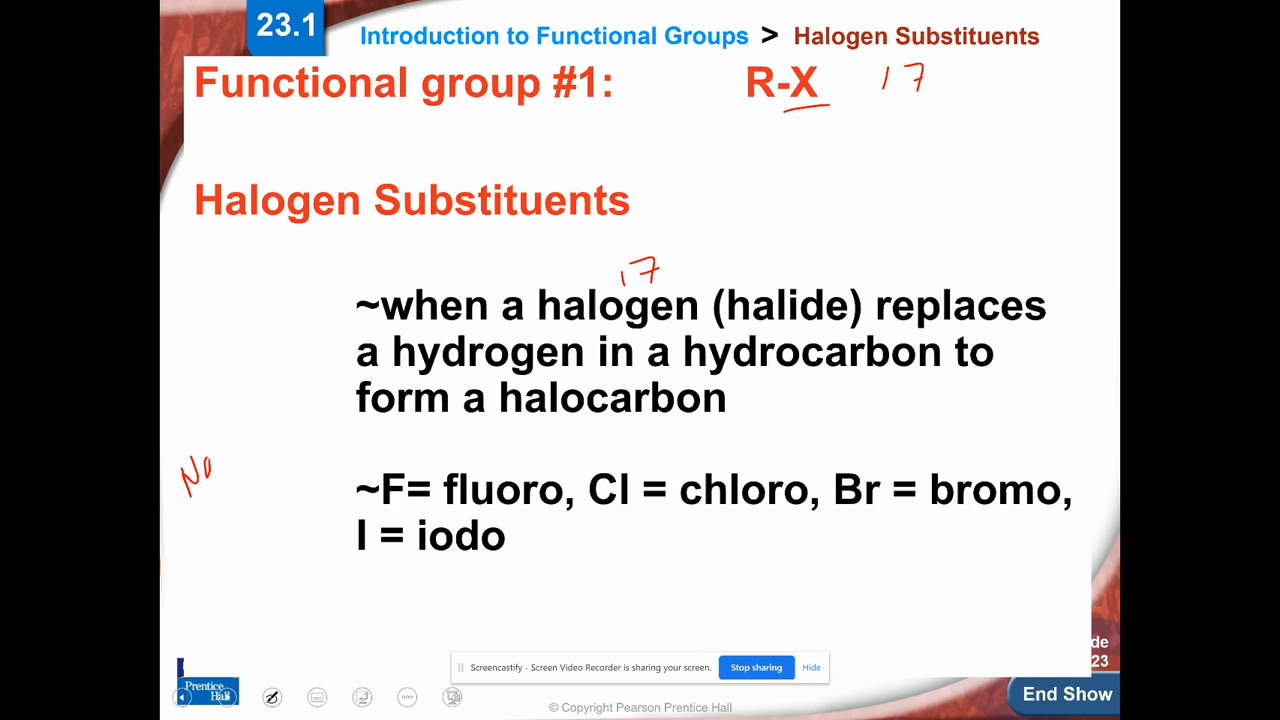 23.1
Introduction to Functional Groups > Halogen Substituents
Functional group #1: R-X 17
Halogen Substituents
17
~when a halogen (halide) replaces
a hydrogen in a hydrocarbon to
form a halocarbon
No
~F= fluoro, Cl = chloro, Br = bromo,
I = iodo
de
23
Screencastify - Screen Video Recorder is sharing your screen. Stop sharing Hide
Prentice
Hall
End Show
© Copyright Pearson Prentice Hall